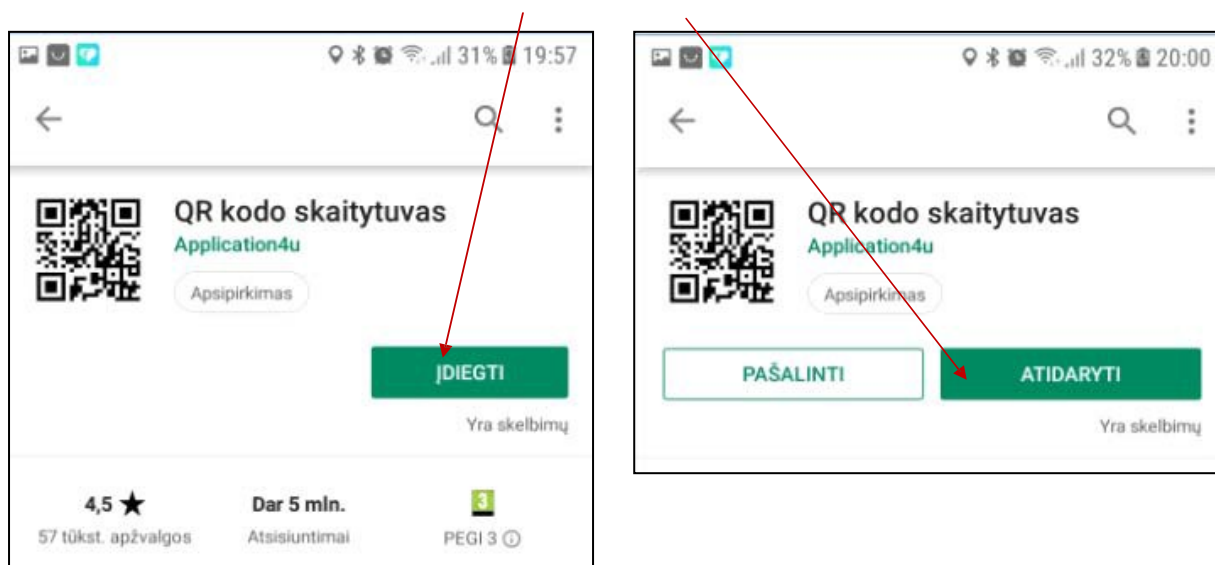 31% 19:57
QR kodo skaitytuvas
Application4u
Apsipirkimas
ĮDIEGTI
Yra skelbimų
4,5 ★ Dar 5 mln. 3
57 tūkst. apžvalgos Atsisiuntimai PEGI 3
32% 20:00
QR kodo skaitytuvas
Application4u
Apsipirkimas
PAŠALINTI ATIDARYTI
Yra skelbimų